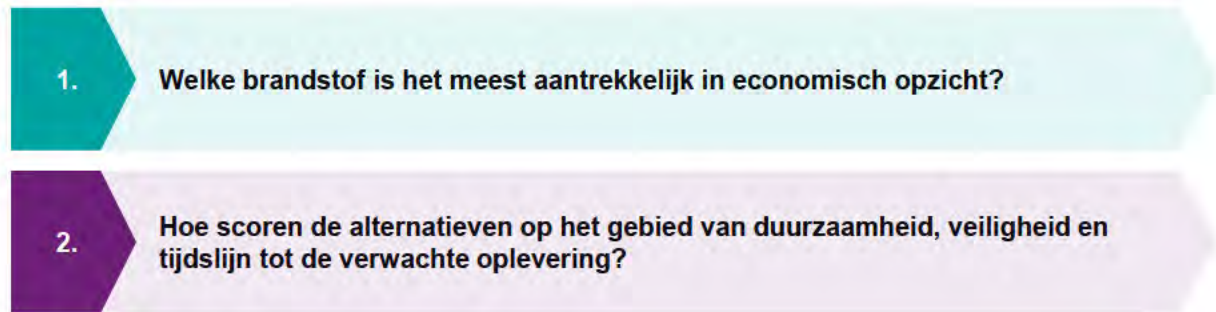 1.
Welke brandstof is het meest aantrekkelijk in economisch opzicht?
2.
Hoe scoren de alternatieven op het gebied van duurzaamheid, veiligheid en
tijdslijn tot de verwachte oplevering?